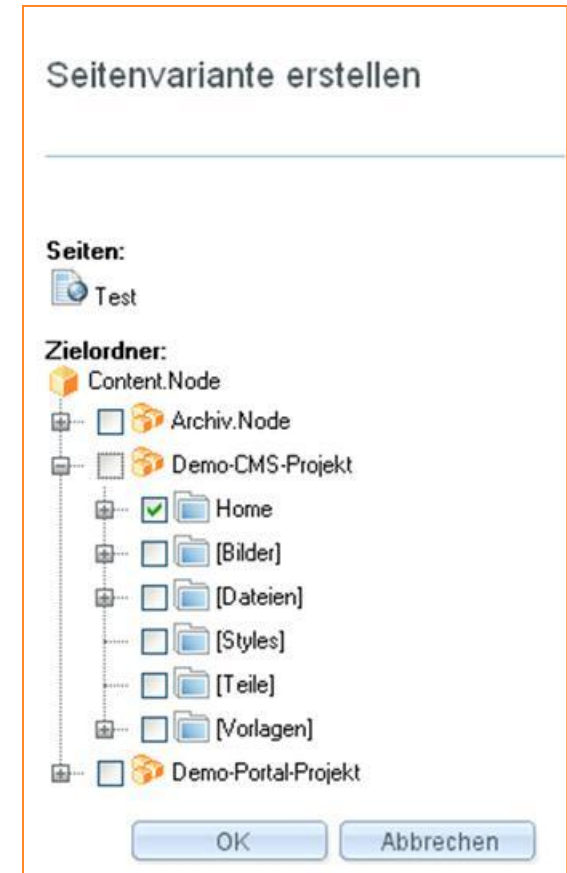 Seitenvariante erstellen
Seiten:
Test
Zielordner:
Content.Node
Archiv.Node
Demo-CMS-Projekt
Home
[Bilder]
[Dateien]
[Styles]
[Teile]
[Vorlagen]
Demo-Portal-Projekt
OK Abbrechen